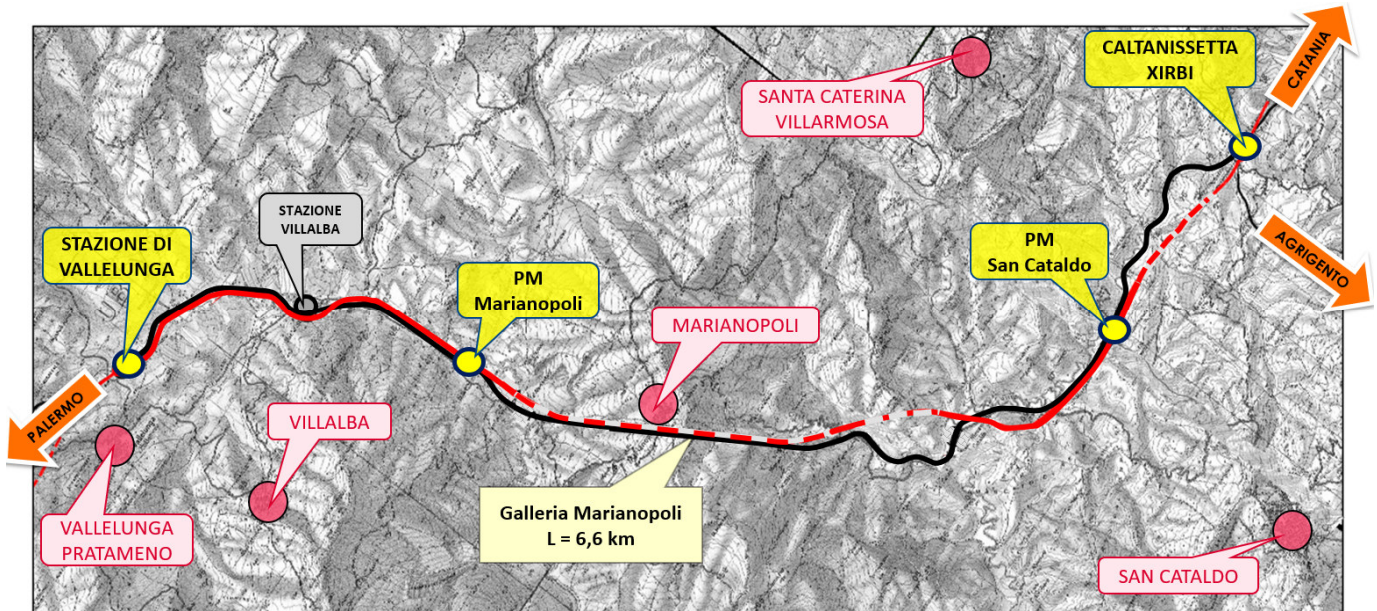 CATANIA
CALTANISSETTA
XIRBI
SANTA CATERINA
VILLARMOSA
STAZIONE
VILLALBA
STAZIONE DI
VALLELUNGA
PM
San Cataldo
AGRIGENTO
PM
Marianopoli
MARIANOPOLI
PALERMO
VILLALBA
Galleria Marianopoli
L = 6,6 km
VALLELUNGA
PRATAMENO
SAN CATALDO